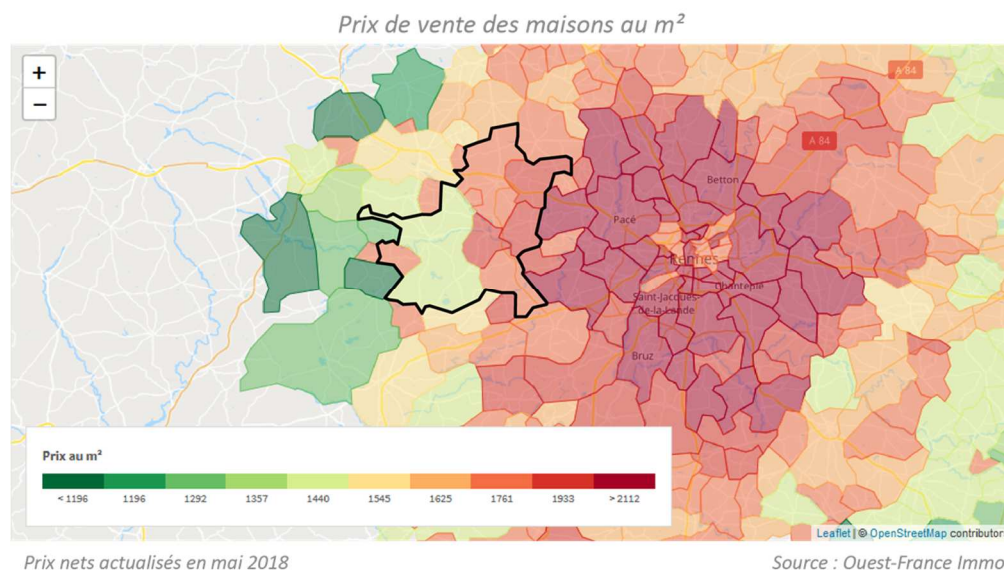 Prix de vente des maisons au m²
+
−
A 84
A 84
Betton
Pacé
Rennes
Chantepie
Saint-Jacques
de-la-Lande
Bruz
Prix au m²
< 1196 1196 1292 1357 1440 1545 1625 1761 1933 > 2112
Leaflet | © OpenStreetMap contributor
Prix nets actualisés en mai 2018
Source : Ouest-France Immo